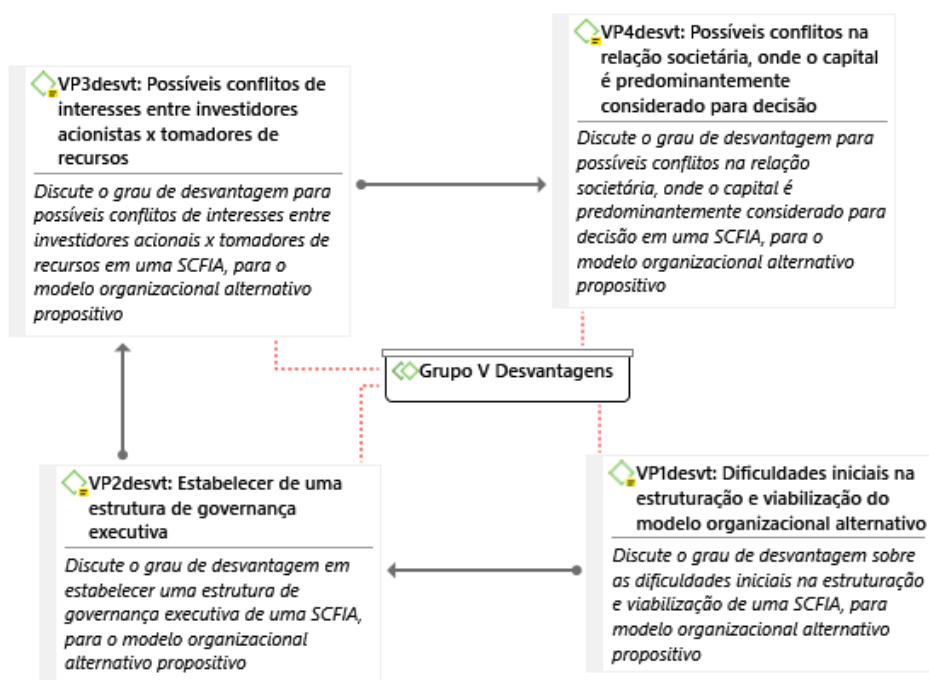 VP3desvt: Possíveis conflitos de
interesses entre investidores
acionistas x tomadores de
recursos
Discute o grau de desvantagem para
possíveis conflitos de interesses entre
investidores acionais x tomadores de
recursos em uma SCFIA, para o
modelo organizacional alternativo
propositivo
VP4desvt: Possíveis conflitos na
relação societária, onde o capital
é predominantemente
considerado para decisão
Discute o grau de desvantagem para
possíveis conflitos na relação
societária, onde o capital é
predominantemente considerado para
decisão em uma SCFIA, para o
modelo organizacional alternativo
propositivo
Grupo V Desvantagens
VP2desvt: Estabelecer de uma
estrutura de governança
executiva
Discute o grau de desvantagem em
estabelecer uma estrutura de
governança executiva de uma SCFIA,
para o modelo organizacional
alternativo propositivo
VP1desvt: Dificuldades iniciais na
estruturação e viabilização do
modelo organizacional alternativo
Discute o grau de desvantagem sobre
as dificuldades iniciais na estruturação
e viabilização de uma SCFIA, para
modelo organizacional alternativo
propositivo